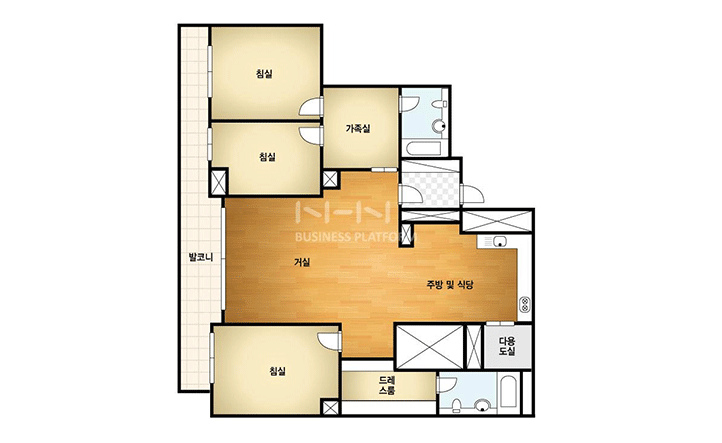 침실
가족실
침실
N-H-N
BUSINESS PLATFORM
발코니
거실
주방 및 식당
다용
도실
침실
드레
스룸